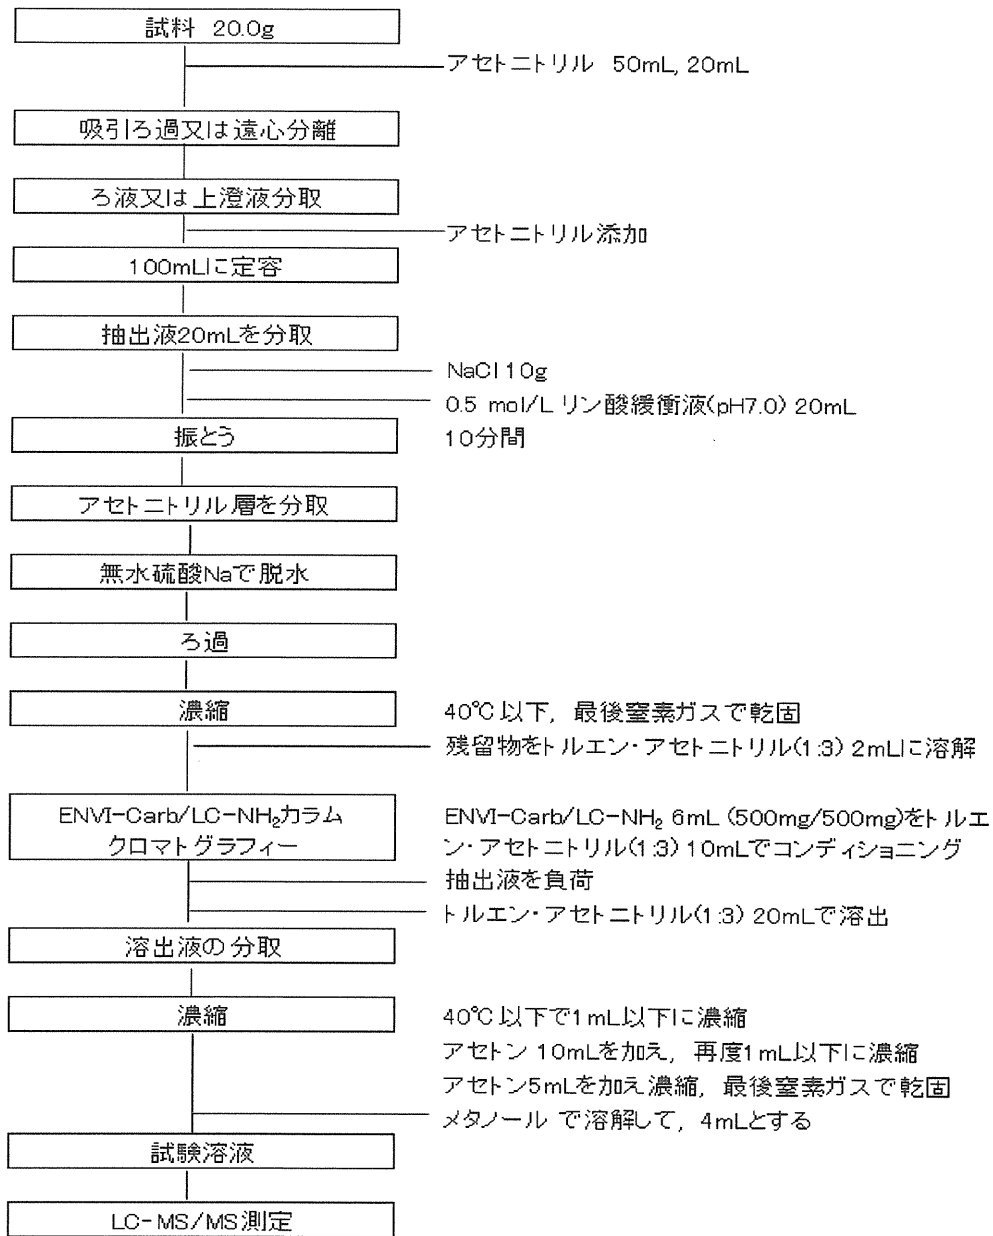 試料 20.0g
アセトニトリル 50mL, 20mL
吸引ろ過又は遠心分離
ろ液又は上澄液分取
アセトニトリル添加
100mLに定容
抽出液20mLを分取
NaCl 10g
0.5 mol/L リン酸緩衝液(pH7.0) 20mL
振とう
10分間
アセトニトリル層を分取
無水硫酸Naで脱水
ろ過
濃縮
40℃以下, 最後窒素ガスで乾固
残留物をトルエン・アセトニトリル(1:3) 2mLに溶解
ENVI-Carb/LC-NH₂カラム
クロマトグラフィー
ENVI-Carb/LC-NH₂ 6mL (500mg/500mg)をトルエ
ン・アセトニトリル(1:3) 10mLでコンディショニング
抽出液を負荷
トルエン・アセトニトリル(1:3) 20mLで溶出
溶出液の分取
濃縮
40℃以下で1mL以下に濃縮
アセトン 10mLを加え, 再度1mL以下に濃縮
アセトン5mLを加え濃縮, 最後窒素ガスで乾固
メタノール で溶解して, 4mLとする
試験溶液
LC-MS/MS測定